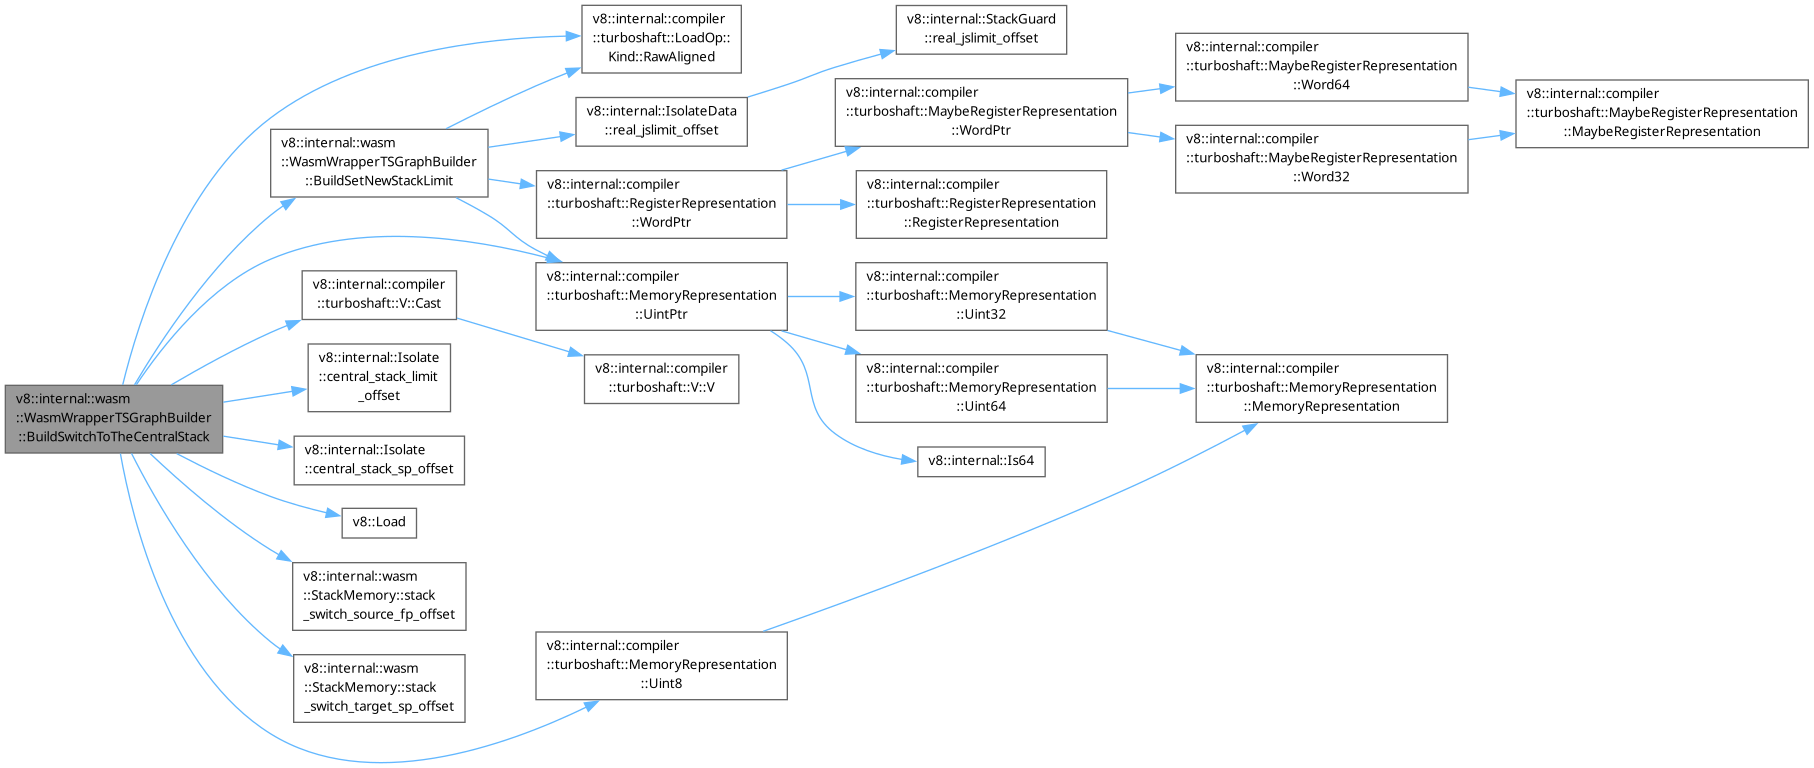 v8::internal::wasm
::WasmWrapperTSGraphBuilder
::BuildSwitchToTheCentralStack
v8::internal::compiler
::turboshaft::LoadOp::
Kind::RawAligned
v8::internal::wasm
::WasmWrapperTSGraphBuilder
::BuildSetNewStackLimit
v8::internal::IsolateData
::real_jslimit_offset
v8::internal::StackGuard
::real_jslimit_offset
v8::internal::compiler
::turboshaft::RegisterRepresentation
::WordPtr
v8::internal::compiler
::turboshaft::MaybeRegisterRepresentation
::WordPtr
v8::internal::compiler
::turboshaft::MaybeRegisterRepresentation
::Word64
v8::internal::compiler
::turboshaft::MaybeRegisterRepresentation
::Word32
v8::internal::compiler
::turboshaft::MaybeRegisterRepresentation
::MaybeRegisterRepresentation
v8::internal::compiler
::turboshaft::RegisterRepresentation
::RegisterRepresentation
v8::internal::compiler
::turboshaft::MemoryRepresentation
::UintPtr
v8::internal::compiler
::turboshaft::MemoryRepresentation
::Uint32
v8::internal::compiler
::turboshaft::MemoryRepresentation
::Uint64
v8::internal::compiler
::turboshaft::MemoryRepresentation
::MemoryRepresentation
v8::internal::Is64
v8::internal::compiler
::turboshaft::V::Cast
v8::internal::compiler
::turboshaft::V::V
v8::internal::Isolate
::central_stack_limit
_offset
v8::internal::Isolate
::central_stack_sp_offset
v8::Load
v8::internal::wasm
::StackMemory::stack
_switch_source_fp_offset
v8::internal::wasm
::StackMemory::stack
_switch_target_sp_offset
v8::internal::compiler
::turboshaft::MemoryRepresentation
::Uint8